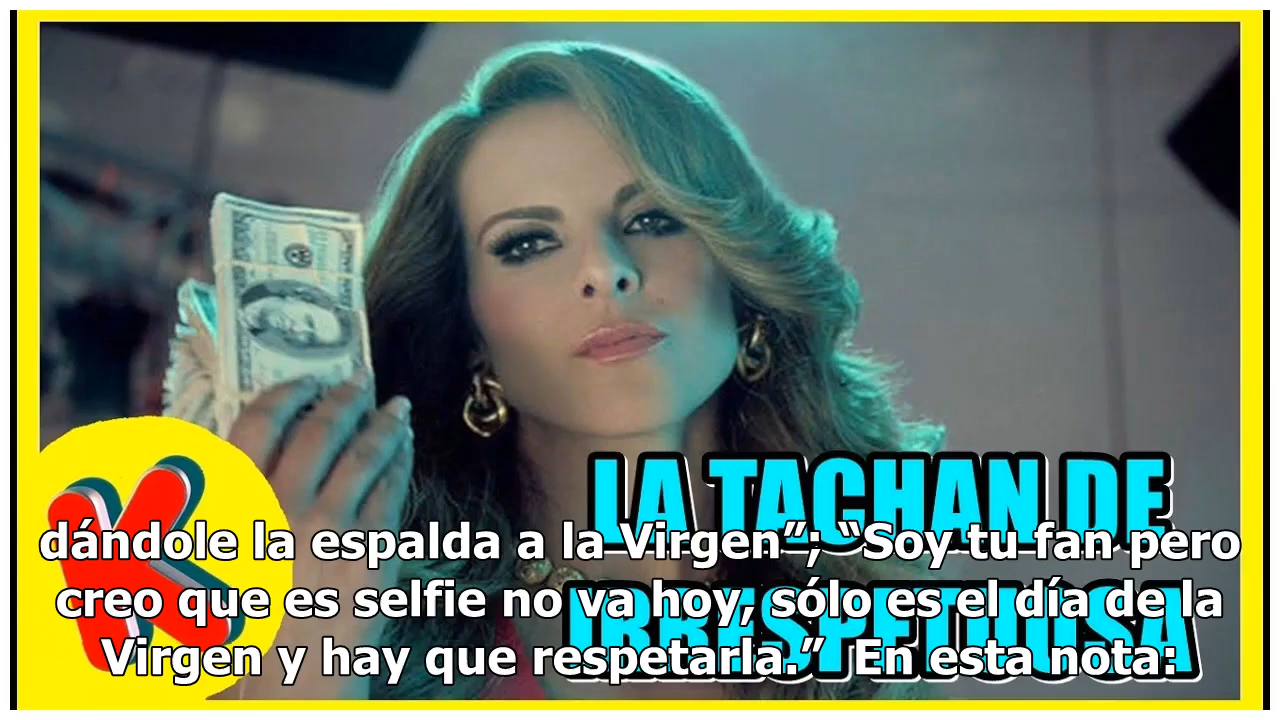 LA TACHAN DE
IRRESPETUOSA
dándole la espalda a la Virgen”; “Soy tu fan pero
creo que es selfie no va hoy, sólo es el día de la
Virgen y hay que respetarla.” En esta nota:
K